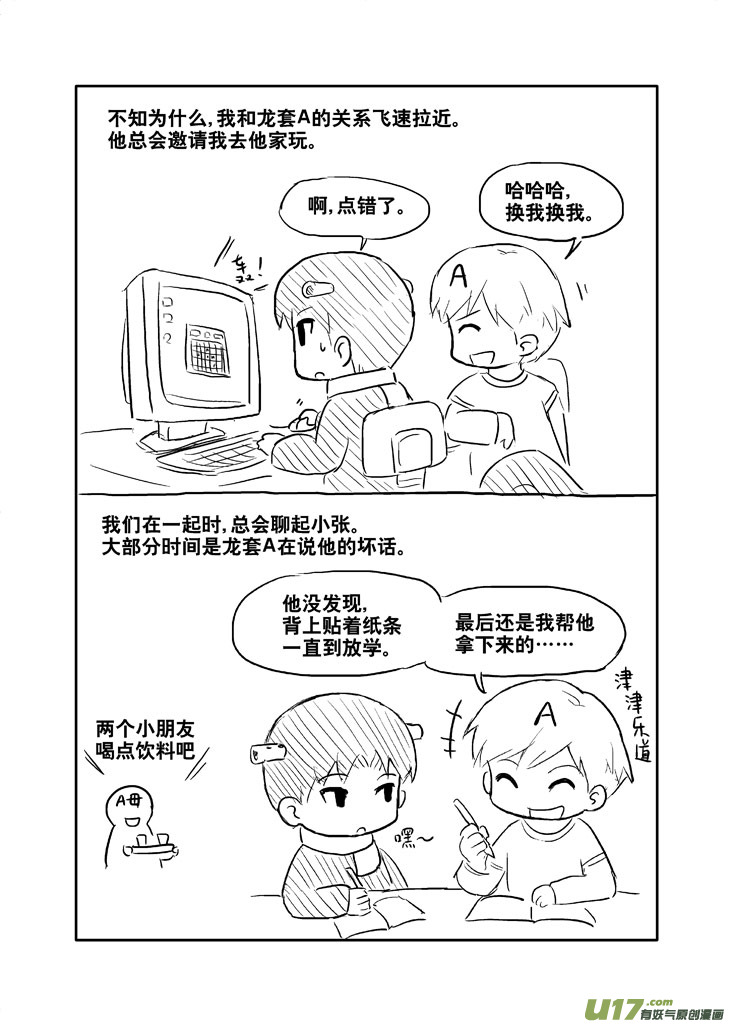 不知为什么,我和龙套A的关系飞速拉近。
他总会邀请我去他家玩。
啊,点错了。
哈哈哈,
换我换我。
轰!
A
我们在一起时,总会聊起小张。
大部分时间是龙套A在说他的坏话。
他没发现,
背上贴着纸条
一直到放学。
最后还是我帮他
拿下来的……
津津乐道
A
两个小朋友
喝点饮料吧
A母
嘿～
U17.com
有妖气原创漫画